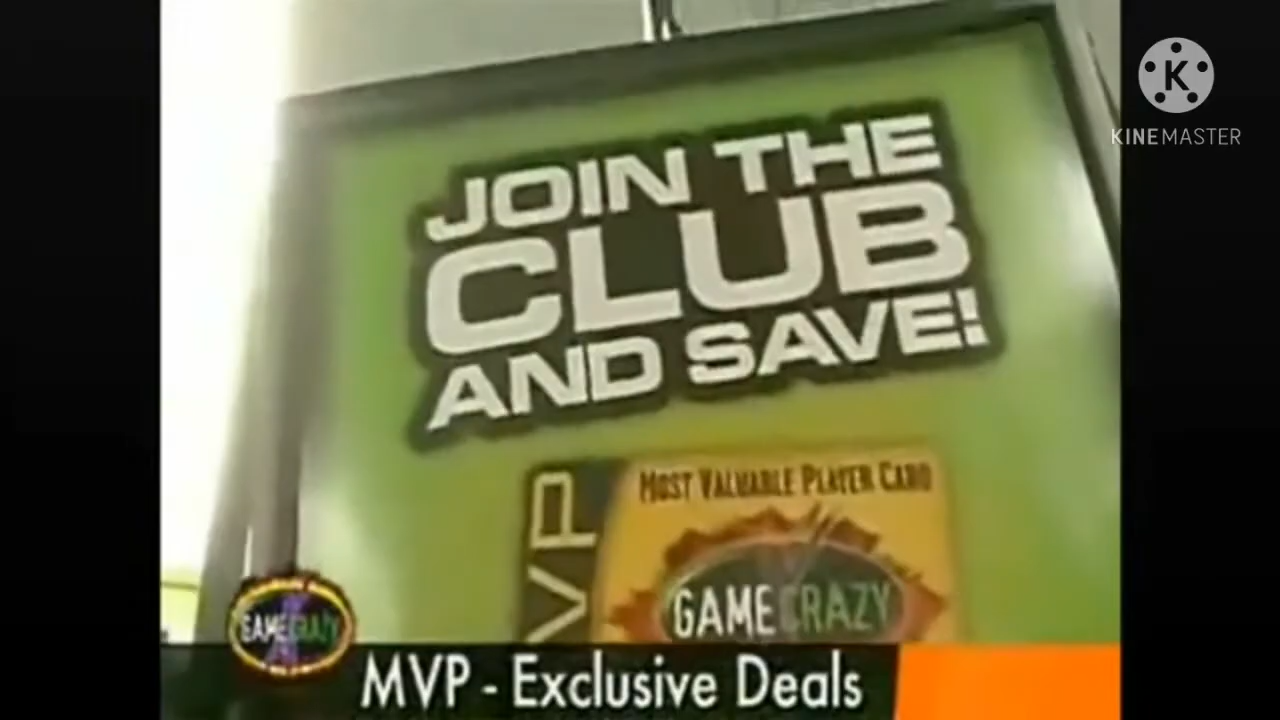 KINEMASTER
JOIN THE
CLUB
AND SAVE!
MVP
MOST VALUABLE PLAYER CARD
GAME CRAZY
GAME CRAZY
MVP - Exclusive Deals